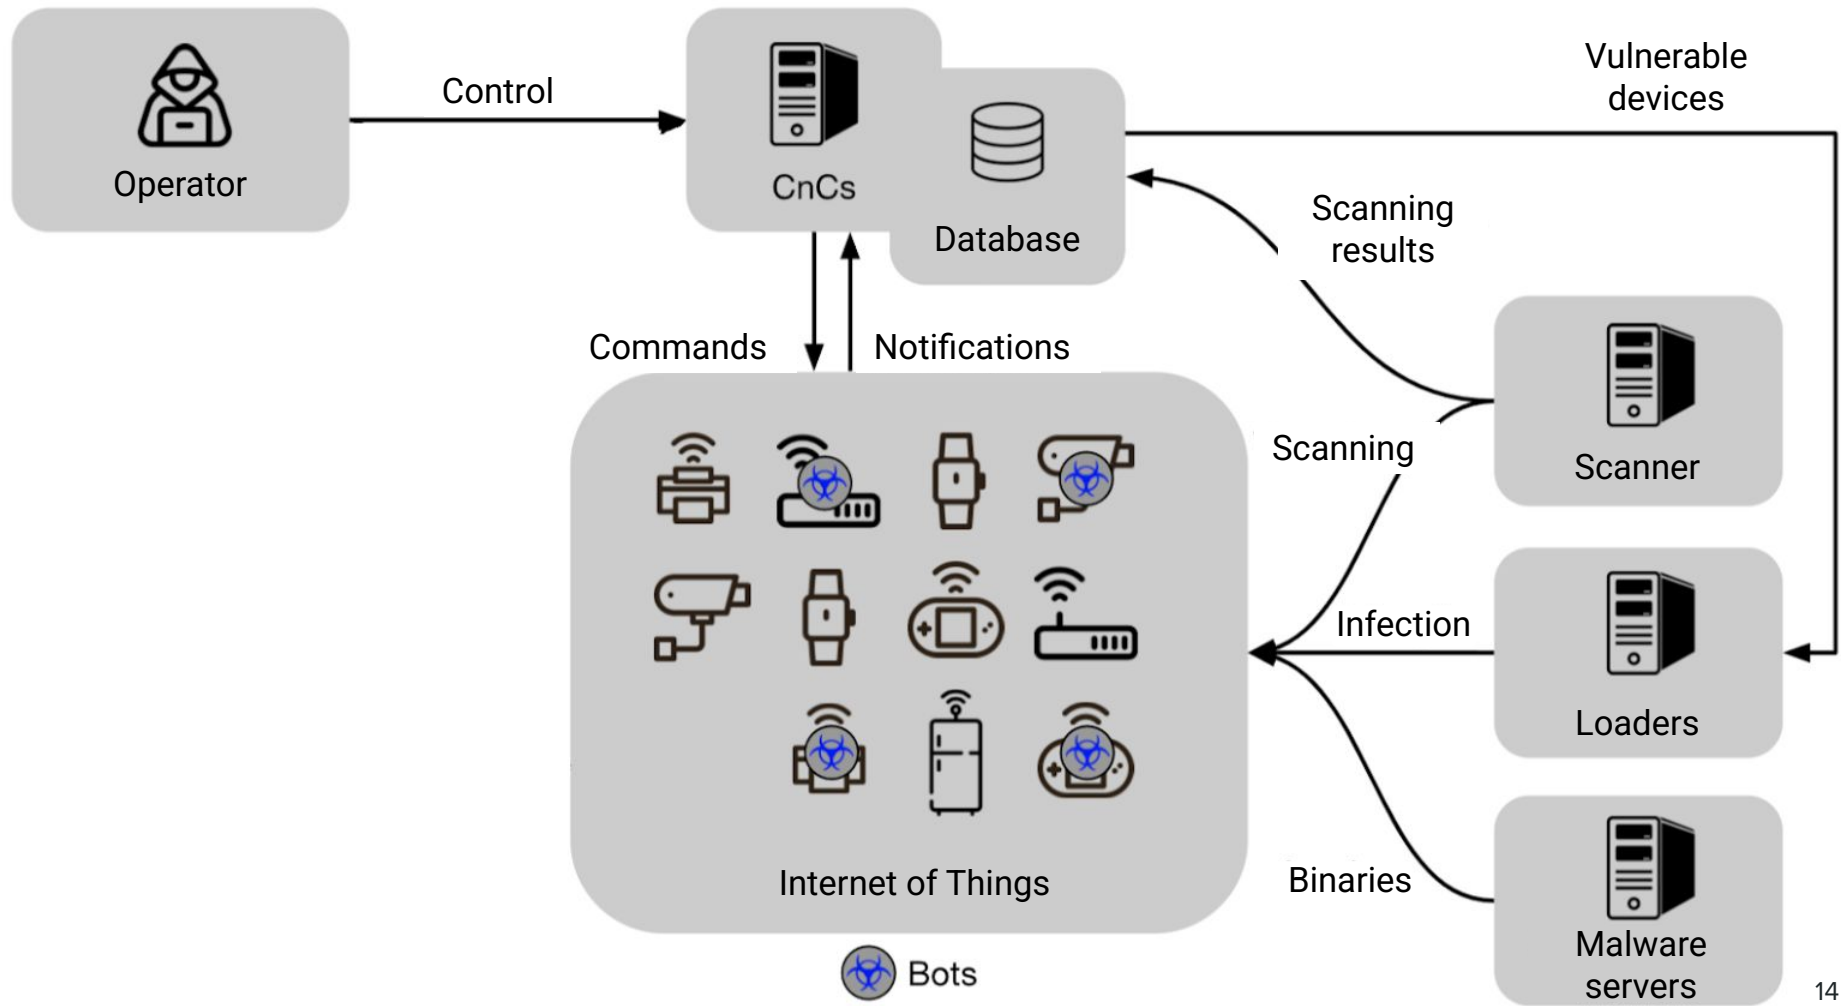 Operator
Control
CnCs
Database
Vulnerable
devices
Scanning
results
Commands
Notifications
Scanning
Scanner
Infection
Loaders
Internet of Things
Binaries
Malware
servers
Bots
14